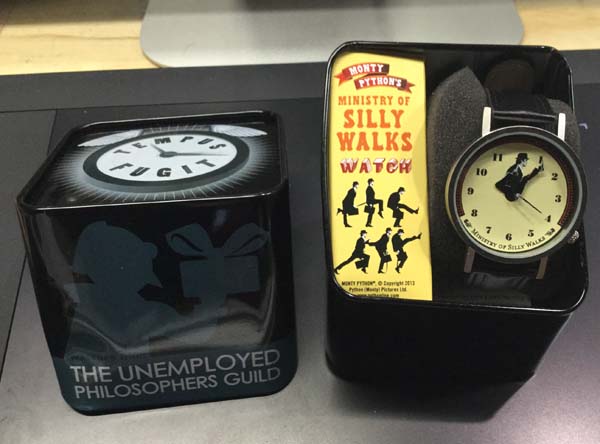 TEMPUS
FUGIT
THE UNEMPLOYED
PHILOSOPHERS GUILD
MONTY
PYTHON'S
MINISTRY OF
SILLY
WALKS
WATCH
MONTY PYTHON® © Copyright 2013
Python (Monty) Pictures Ltd.
11 12 1
10 2
9 3
8 4
7 6 5
MINISTRY OF SILLY WALKS